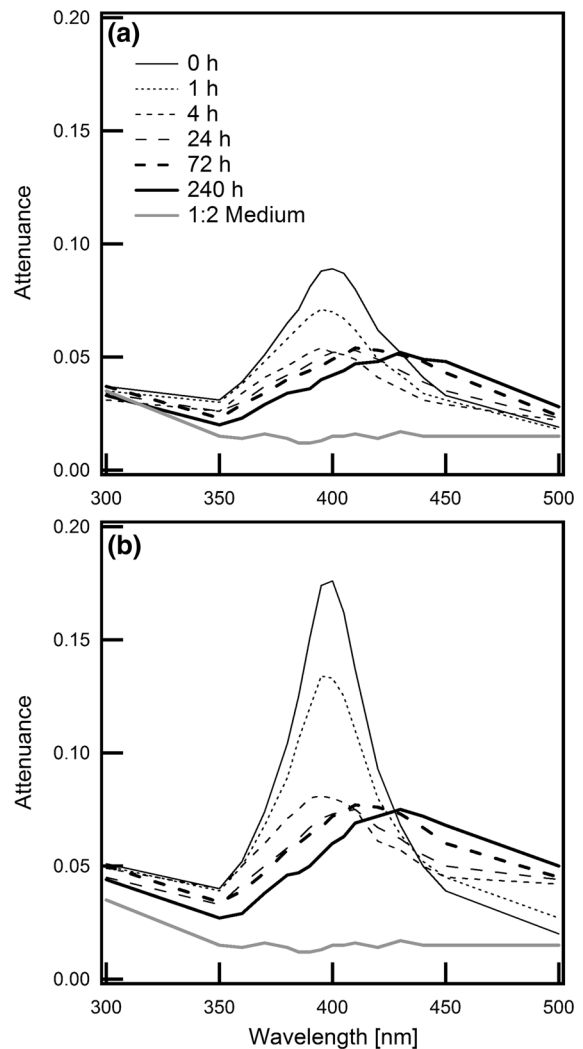 0.20
(a)
0 h
1 h
4 h
24 h
72 h
240 h
1:2 Medium
0.15
0.10
0.05
0.00
Attenuance
300 350 400 450 500
0.20
(b)
0.15
0.10
0.05
0.00
Attenuance
300 350 400 450 500
Wavelength [nm]